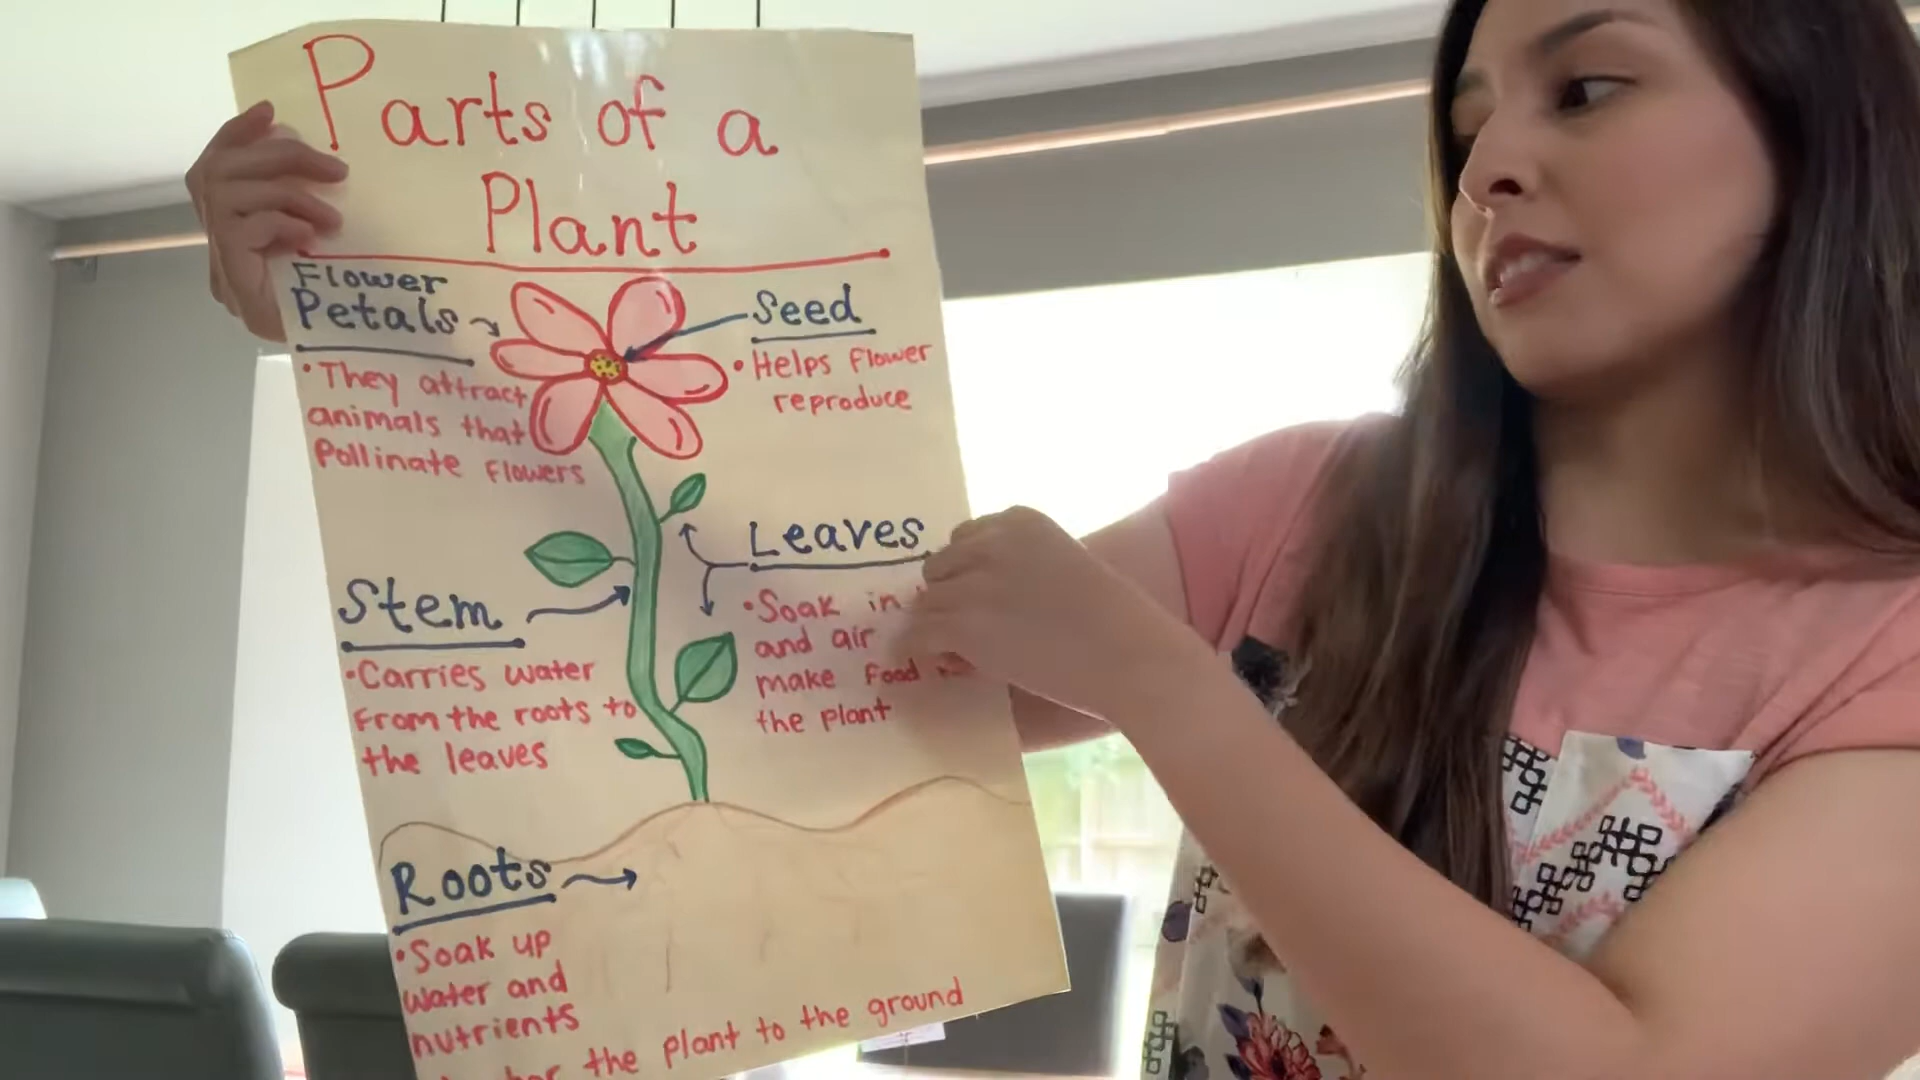 Parts of a
Plant
Flower
Petals
• They attract
animals that
Pollinate Flowers
Seed
• Helps Flower
reproduce
Leaves
• Soak in
and air
make Food
the plant
Stem
• Carries water
From the roots to
the leaves
Roots
• Soak up
water and
nutrients
the plant to the ground